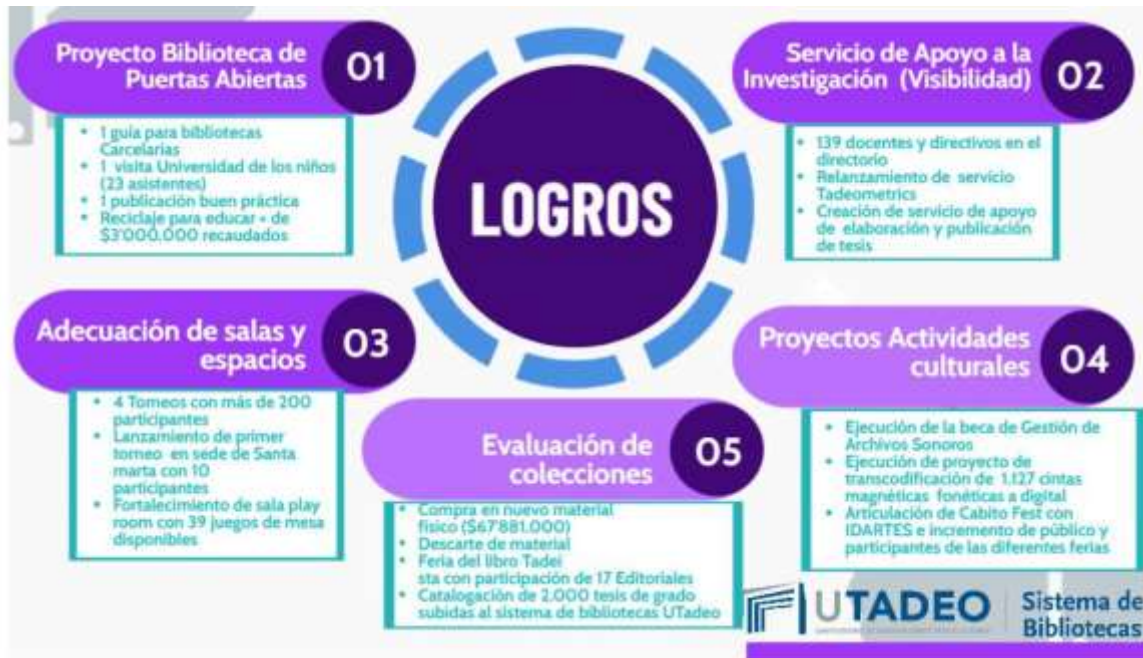 Proyecto Biblioteca de
Puertas Abiertas
01
1 guía para bibliotecas
Carcelarias
1 visita Universidad de los niños
(23 asistentes)
1 publicación buen práctica
Reciclaje para educar + de
$3'000.000 recaudados
LOGROS
Servicio de Apoyo a la
Investigación (Visibilidad)
02
139 docentes y directivos en el
directorio
Relanzamiento de servicio
Tadeometrics
Creación de servicio de apoyo
de elaboración y publicación
de tesis
Adecuación de salas y
espacios
03
4 Torneos con más de 200
participantes
Lanzamiento de primer
torneo en sede de Santa
marta con 10
participantes
Fortalecimiento de sala play
room con 39 juegos de mesa
disponibles
Proyectos Actividades
culturales
04
Ejecución de la beca de Gestión de
Archivos Sonoros
Ejecución de proyecto de
transcodificación de 1.127 cintas
magnéticas fonéticas a digital
Articulación de Cabito Fest con
IDARTES e incremento de público y
participantes de las diferentes ferias
Evaluación de
colecciones
05
Compra en nuevo material
físico ($67'881.000)
Descarte de material
Feria del libro Tadei
sta con participación de 17 Editoriales
Catalogación de 2.000 tesis de grado
subidas al sistema de bibliotecas UTadeo
UTADEO
Sistema de
Bibliotecas